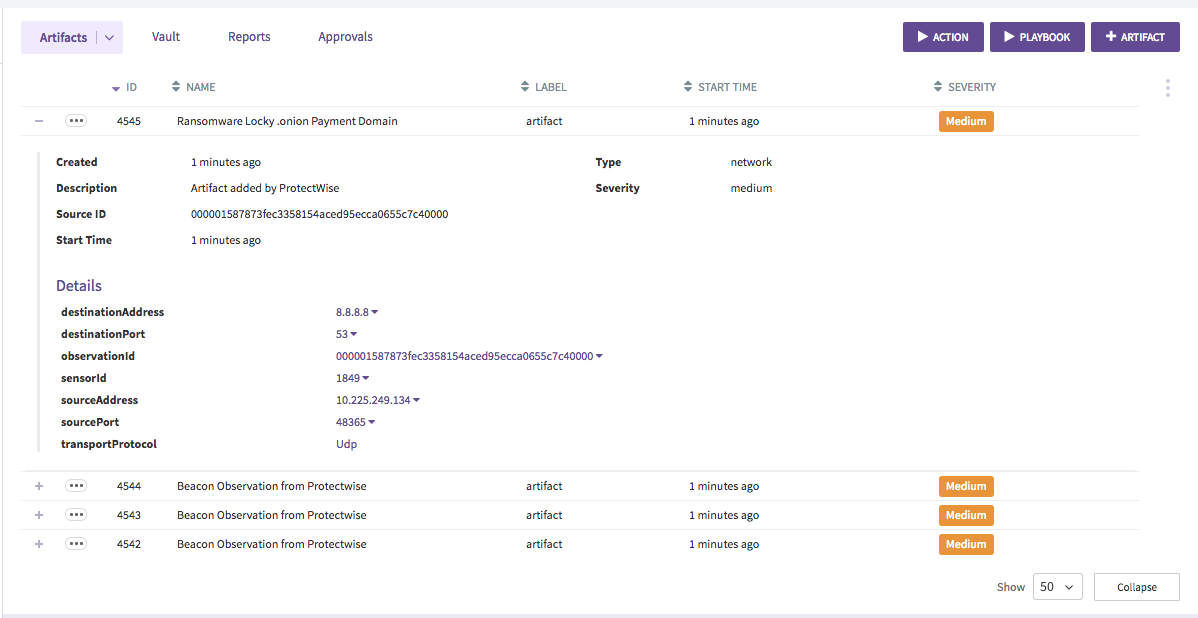 Artifacts Vault Reports Approvals ACTION PLAYBOOK + ARTIFACT
ID NAME LABEL START TIME SEVERITY
4545 Ransomware Locky .onion Payment Domain artifact 1 minutes ago Medium
Created 1 minutes ago Type network
Description Artifact added by ProtectWise Severity medium
Source ID 000001587873fec3358154aced95ecca0655c7c40000
Start Time 1 minutes ago
Details
destinationAddress 8.8.8.8
destinationPort 53
observationId 000001587873fec3358154aced95ecca0655c7c40000
sensorId 1849
sourceAddress 10.225.249.134
sourcePort 48365
transportProtocol Udp
4544 Beacon Observation from Protectwise artifact 1 minutes ago Medium
4543 Beacon Observation from Protectwise artifact 1 minutes ago Medium
4542 Beacon Observation from Protectwise artifact 1 minutes ago Medium
Show 50 Collapse